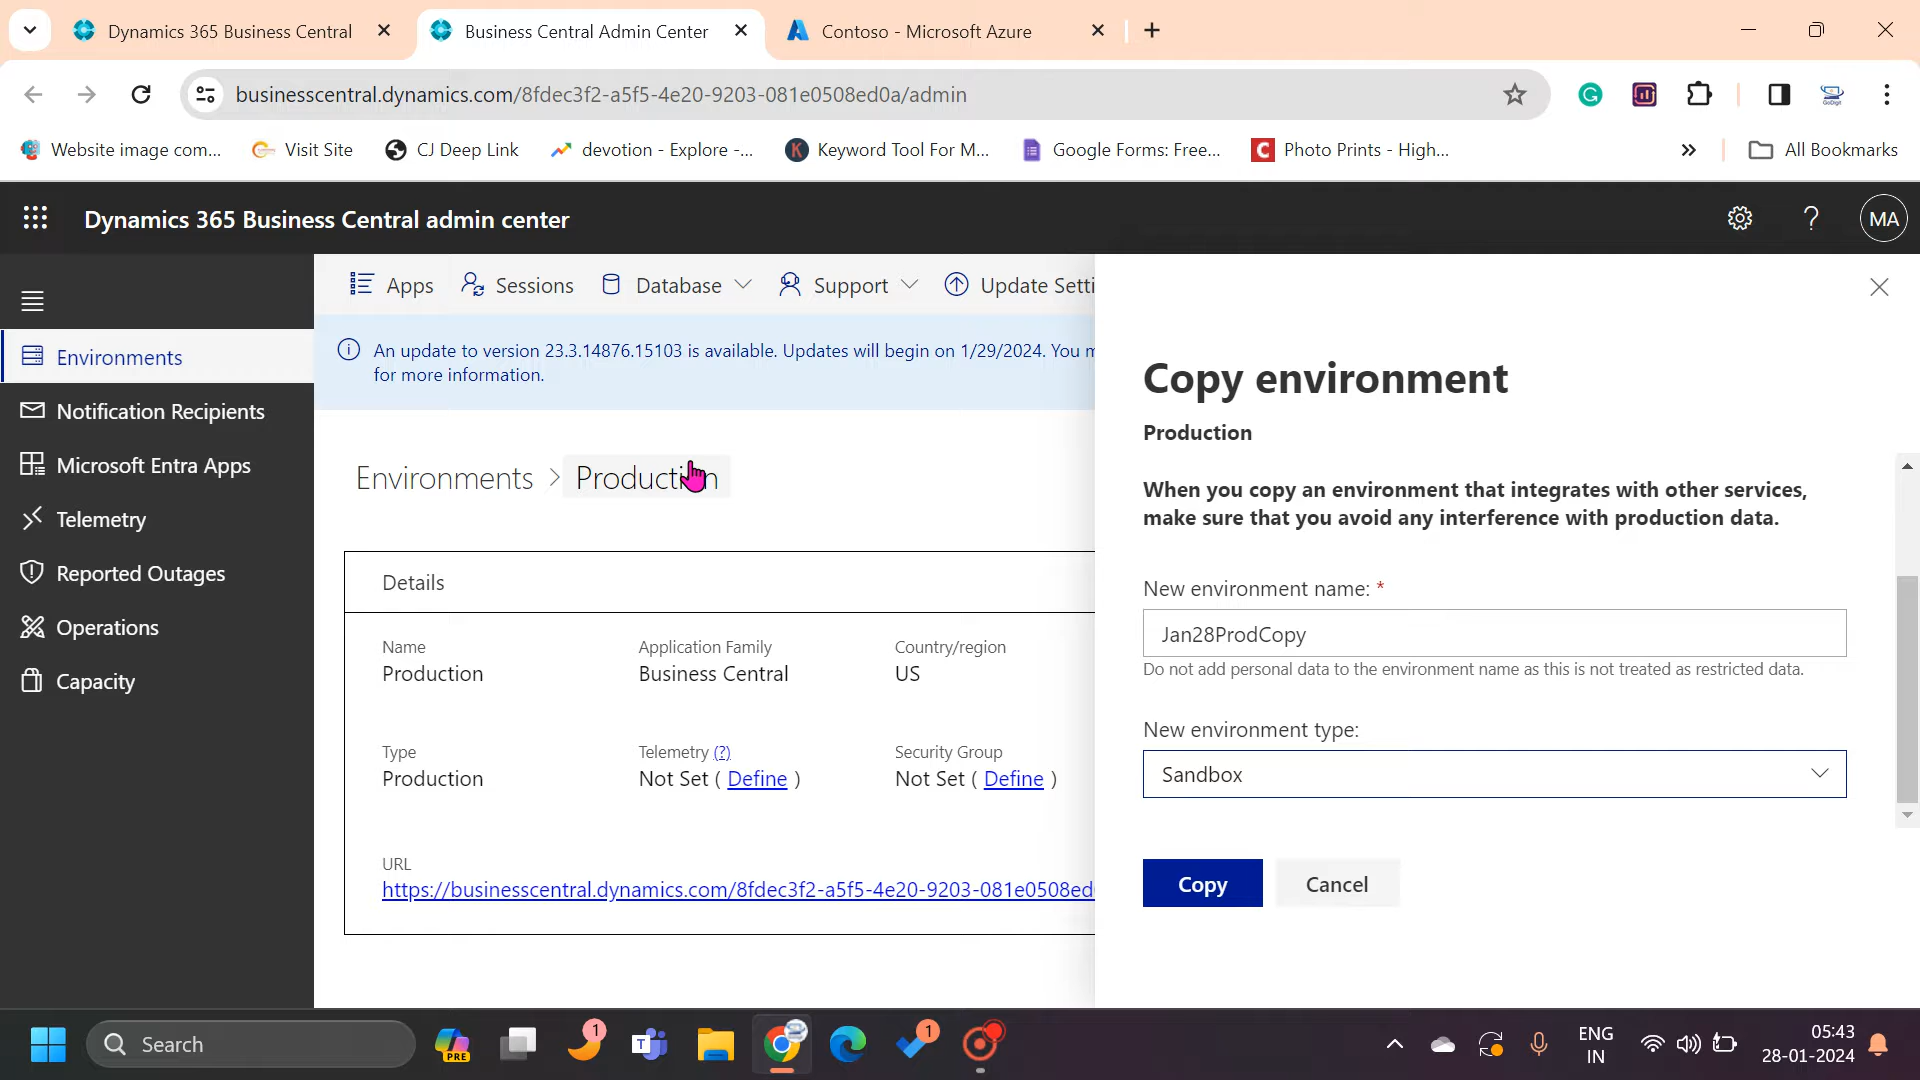 Dynamics 365 Business Central
Business Central Admin Center
Contoso - Microsoft Azure
businesscentral.dynamics.com/8fdec3f2-a5f5-4e20-9203-081e0508ed0a/admin
Website image com...
Visit Site
CJ Deep Link
devotion - Explore -...
Keyword Tool For M...
Google Forms: Free...
Photo Prints - High...
All Bookmarks
Dynamics 365 Business Central admin center
MA
Environments
Notification Recipients
Microsoft Entra Apps
Telemetry
Reported Outages
Operations
Capacity
Apps
Sessions
Database
Support
Update Setti
An update to version 23.3.14876.15103 is available. Updates will begin on 1/29/2024. You m
for more information.
Environments > Production
Details
Name
Production
Application Family
Business Central
Country/region
US
Type
Production
Telemetry (?)
Not Set ( Define )
Security Group
Not Set ( Define )
URL
https://businesscentral.dynamics.com/8fdec3f2-a5f5-4e20-9203-081e0508ed
Copy environment
Production
When you copy an environment that integrates with other services,
make sure that you avoid any interference with production data.
New environment name: *
Jan28ProdCopy
Do not add personal data to the environment name as this is not treated as restricted data.
New environment type:
Sandbox
Copy
Cancel
Search
PRE
1
1
ENG
IN
05:43
28-01-2024